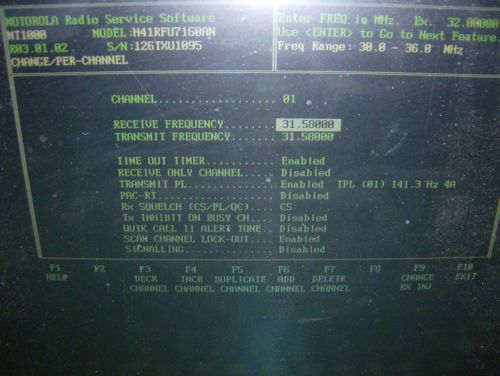 MOTOROLA Radio Service Software
MT1000 MODEL:H41RFU7160AN
R03.01.02 S/N:126TXU1095
CHANGE/PER-CHANNEL
Enter FREQ in MHz. Ex. 32.00000
Use <ENTER> to Go to Next Feature.
Freq Range: 30.0 - 36.0 MHz
CHANNEL.................... 01
RECEIVE FREQUENCY........ 31.58000
TRANSMIT FREQUENCY....... 31.58000
TIME OUT TIMER........... Enabled
RECEIVE ONLY CHANNEL..... Disabled
TRANSMIT PL.............. Enabled TPL (01) 141.3 Hz 4A
PAC-RT................... Disabled
Rx SQUELCH (CS/PL/QC).... CS
Tx INHIBIT ON BUSY CH.... Disabled
QUIK CALL II ALERT TONE.. Disabled
SCAN CHANNEL LOCK-OUT.... Enabled
SIGNALLING............... Disabled
F1 F2 F3 F4 F5 F6 F7 F8 F9 F10
HELP DECR INCR DUPLICATE ADD DELETE CHANGE EXIT
CHANNEL CHANNEL CHANNEL CHANNEL CHANNEL RX INJ